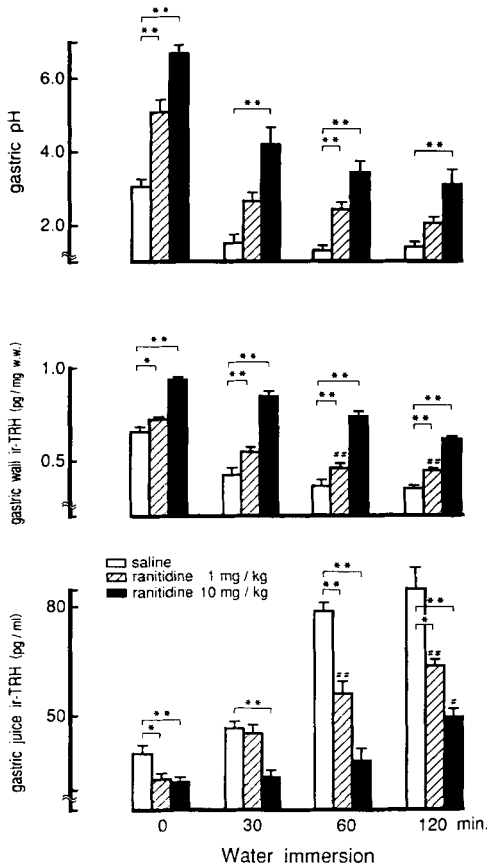 gastric pH
6.0
4.0
2.0
** ** ** ** ** **
gastric wall ir-TRH (pg/mg w.w.)
1.0
0.5
** * ** ** ** ** ** **
## ##
gastric juice ir-TRH (pg/ml)
80
50
saline
ranitidine 1 mg/kg
ranitidine 10 mg/kg
** * ** ** ** ** *
## ## #
0 30 60 120 min.
Water immersion